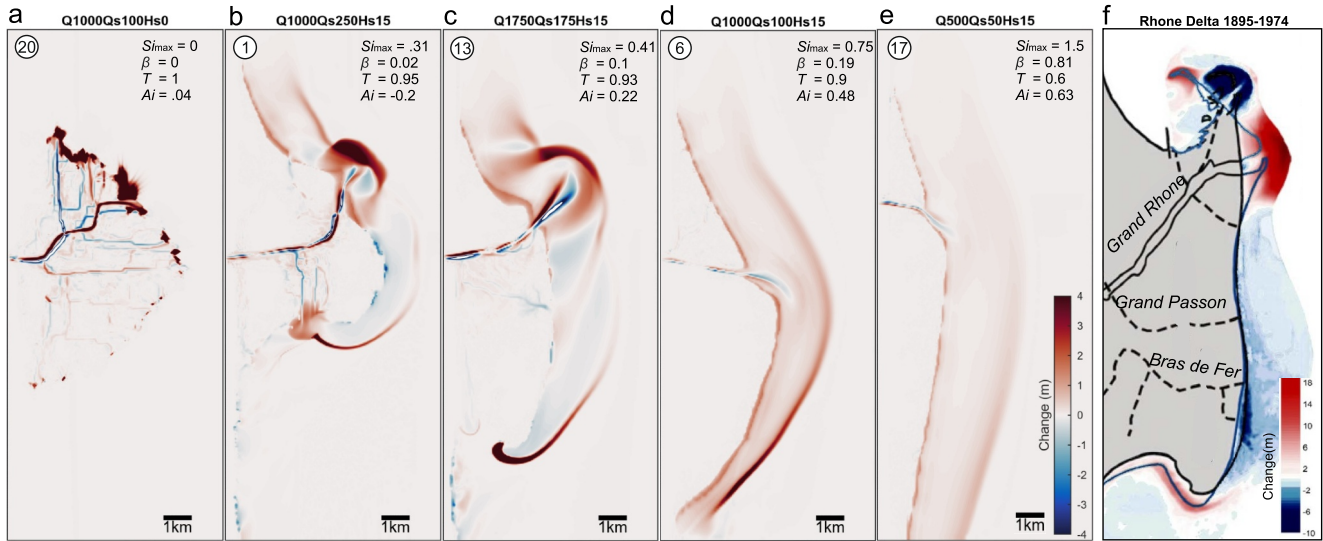 a
Q1000Qs100Hs0
20
Simax = 0
β = 0
T = 1
Ai = .04
1km
b
Q1000Qs250Hs15
1
Simax = .31
β = 0.02
T = 0.95
Ai = -0.2
1km
c
Q1750Qs175Hs15
13
Simax = 0.41
β = 0.1
T = 0.93
Ai = 0.22
1km
d
Q1000Qs100Hs15
6
Simax = 0.75
β = 0.19
T = 0.9
Ai = 0.48
1km
e
Q500Qs50Hs15
17
Simax = 1.5
β = 0.81
T = 0.6
Ai = 0.63
1km
Change (m)
4
3
2
1
0
-1
-2
-3
-4
f
Rhone Delta 1895-1974
Grand Rhone
Grand Passon
Bras de Fer
Change(m)
18
14
10
6
2
-2
-6
-10